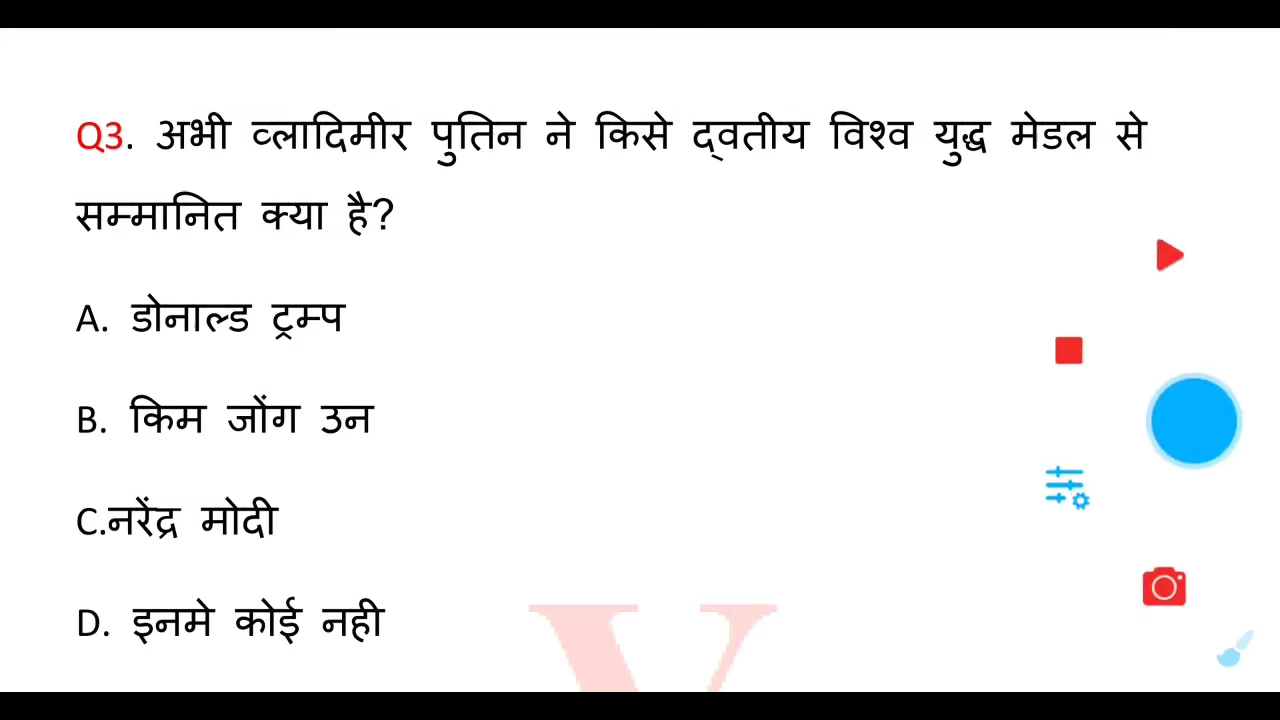 Q3. अभी व्लादिमीर पुतिन ने किसे द्वतीय विश्व युद्ध मेडल से
सम्मानित क्या है?
A. डोनाल्ड ट्रम्प
B. किम जोंग उन
C.नरेंद्र मोदी
D. इनमे कोई नही
V